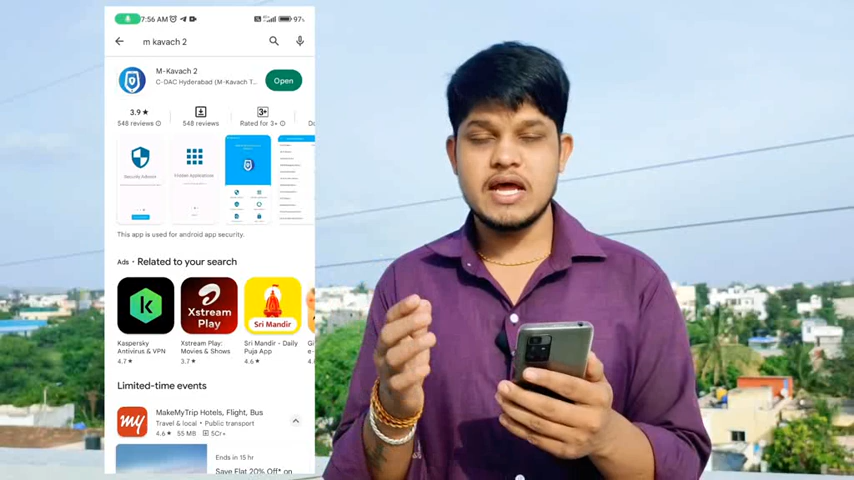 7:56 AM
97%
m kavach 2
M-Kavach 2
C-DAC Hyderabad (M-Kavach T...
Open
3.9 ★
3+
548 reviews
548 reviews
Rated for 3+
Security Advisor
Hidden Applications
This app is used for android app security.
Ads • Related to your search
Xstream
Play
Sri Mandir
Kaspersky
Antivirus & VPN
4.7 ★
Xstream Play:
Movies & Shows
3.7 ★
Sri Mandir - Daily
Puja App
4.6 ★
Limited-time events
my
MakeMyTrip Hotels, Flight, Bus
Travel & local • Public transport
4.6 ★ 55 MB 5Cr+
Ends in 15 hr
Save Flat 20% Off* on